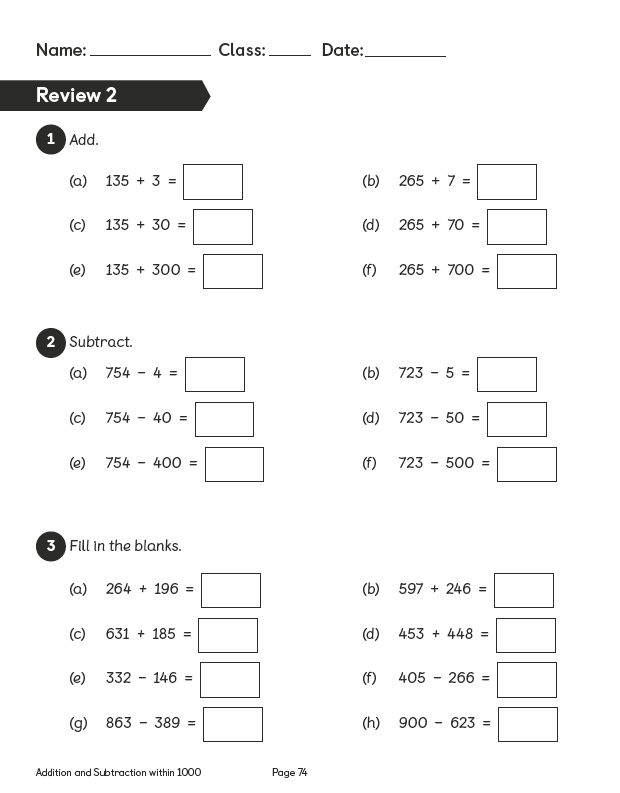 Name: Class: Date:
Review 2
1 Add.
(a) 135 + 3 =
(b) 265 + 7 =
(c) 135 + 30 =
(d) 265 + 70 =
(e) 135 + 300 =
(f) 265 + 700 =
2 Subtract.
(a) 754 − 4 =
(b) 723 − 5 =
(c) 754 − 40 =
(d) 723 − 50 =
(e) 754 − 400 =
(f) 723 − 500 =
3 Fill in the blanks.
(a) 264 + 196 =
(b) 597 + 246 =
(c) 631 + 185 =
(d) 453 + 448 =
(e) 332 − 146 =
(f) 405 − 266 =
(g) 863 − 389 =
(h) 900 − 623 =
Addition and Subtraction within 1000 Page 74